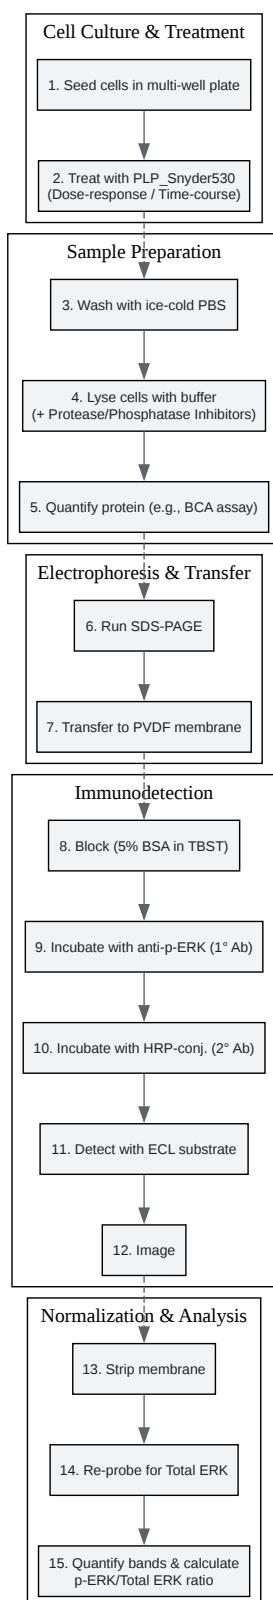 Cell Culture & Treatment
1. Seed cells in multi-well plate
2. Treat with PLP_Snyder530
(Dose-response / Time-course)
Sample Preparation
3. Wash with ice-cold PBS
4. Lyse cells with buffer
(+ Protease/Phosphatase Inhibitors)
5. Quantify protein (e.g., BCA assay)
Electrophoresis & Transfer
6. Run SDS-PAGE
7. Transfer to PVDF membrane
Immunodetection
8. Block (5% BSA in TBST)
9. Incubate with anti-p-ERK (1° Ab)
10. Incubate with HRP-conj. (2° Ab)
11. Detect with ECL substrate
12. Image
Normalization & Analysis
13. Strip membrane
14. Re-probe for Total ERK
15. Quantify bands & calculate
p-ERK/Total ERK ratio